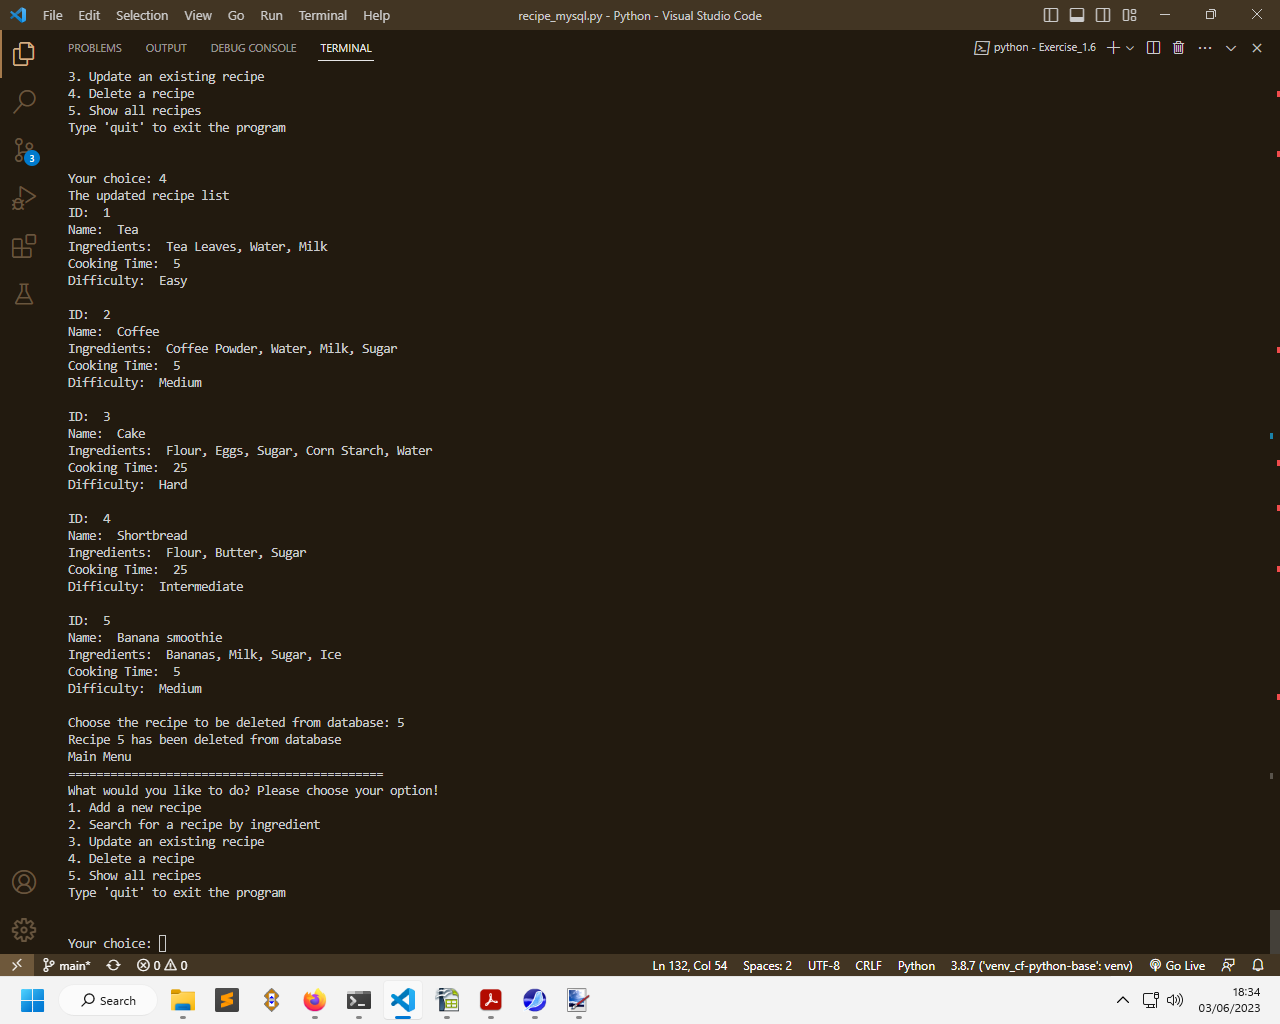 File Edit Selection View Go Run Terminal Help recipe_mysql.py - Python - Visual Studio Code
PROBLEMS OUTPUT DEBUG CONSOLE TERMINAL python - Exercise_1.6
3. Update an existing recipe
4. Delete a recipe
5. Show all recipes
Type 'quit' to exit the program
3
Your choice: 4
The updated recipe list
ID:  1
Name:  Tea
Ingredients:  Tea Leaves, Water, Milk
Cooking Time:  5
Difficulty:  Easy
ID:  2
Name:  Coffee
Ingredients:  Coffee Powder, Water, Milk, Sugar
Cooking Time:  5
Difficulty:  Medium
ID:  3
Name:  Cake
Ingredients:  Flour, Eggs, Sugar, Corn Starch, Water
Cooking Time:  25
Difficulty:  Hard
ID:  4
Name:  Shortbread
Ingredients:  Flour, Butter, Sugar
Cooking Time:  25
Difficulty:  Intermediate
ID:  5
Name:  Banana smoothie
Ingredients:  Bananas, Milk, Sugar, Ice
Cooking Time:  5
Difficulty:  Medium
Choose the recipe to be deleted from database: 5
Recipe 5 has been deleted from database
Main Menu
=============================================
What would you like to do? Please choose your option!
1. Add a new recipe
2. Search for a recipe by ingredient
3. Update an existing recipe
4. Delete a recipe
5. Show all recipes
Type 'quit' to exit the program
Your choice:
main* 0 0 Ln 132, Col 54 Spaces: 2 UTF-8 CRLF Python 3.8.7 ('venv_cf-python-base': venv) Go Live
Search 18:34
03/06/2023